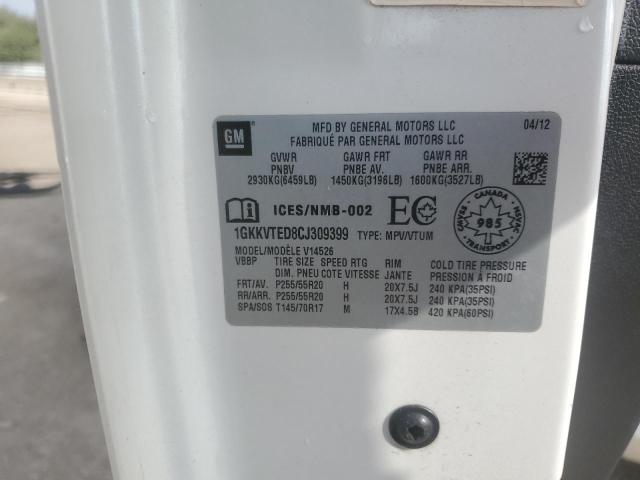 GM
MFD BY GENERAL MOTORS LLC 04/12
FABRIQUÉ PAR GENERAL MOTORS LLC
GVWR GAWR FRT GAWR RR
PNBV PNBE AV. PNBE ARR.
2930KG(6459LB) 1450KG(3196LB) 1600KG(3527LB)
ICES/NMB-002 EC
CANADA
CMVSS 985 NSVAC
1GKKVTED8CJ309399 TYPE: MPV/VTUM
MODEL/MODÈLE V14526
VBBP TIRE SIZE SPEED RTG RIM COLD TIRE PRESSURE
DIM. PNEU COTE VITESSE JANTE PRESSION À FROID
FRT/AV. P255/55R20 H 20X7.5J 240 KPA(35PSI)
RR/ARR. P255/55R20 H 20X7.5J 240 KPA(35PSI)
SPA/SOS T145/70R17 M 17X4.5B 420 KPA(60PSI)